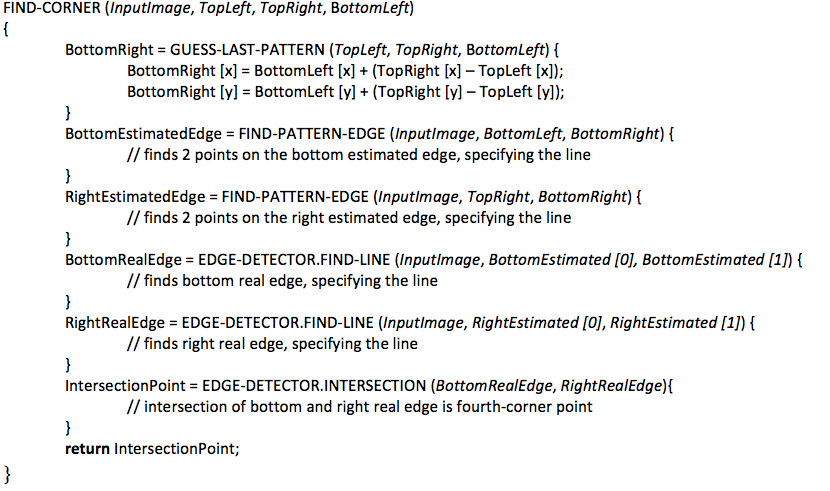 FIND-CORNER (InputImage, TopLeft, TopRight, BottomLeft)
{
BottomRight = GUESS-LAST-PATTERN (TopLeft, TopRight, BottomLeft) {
BottomRight [x] = BottomLeft [x] + (TopRight [x] – TopLeft [x]);
BottomRight [y] = BottomLeft [y] + (TopRight [y] – TopLeft [y]);
}
BottomEstimatedEdge = FIND-PATTERN-EDGE (InputImage, BottomLeft, BottomRight) {
// finds 2 points on the bottom estimated edge, specifying the line
}
RightEstimatedEdge = FIND-PATTERN-EDGE (InputImage, TopRight, BottomRight) {
// finds 2 points on the right estimated edge, specifying the line
}
BottomRealEdge = EDGE-DETECTOR.FIND-LINE (InputImage, BottomEstimated [0], BottomEstimated [1]) {
// finds bottom real edge, specifying the line
}
RightRealEdge = EDGE-DETECTOR.FIND-LINE (InputImage, RightEstimated [0], RightEstimated [1]) {
// finds right real edge, specifying the line
}
IntersectionPoint = EDGE-DETECTOR.INTERSECTION (BottomRealEdge, RightRealEdge){
// intersection of bottom and right real edge is fourth-corner point
}
return IntersectionPoint;
}